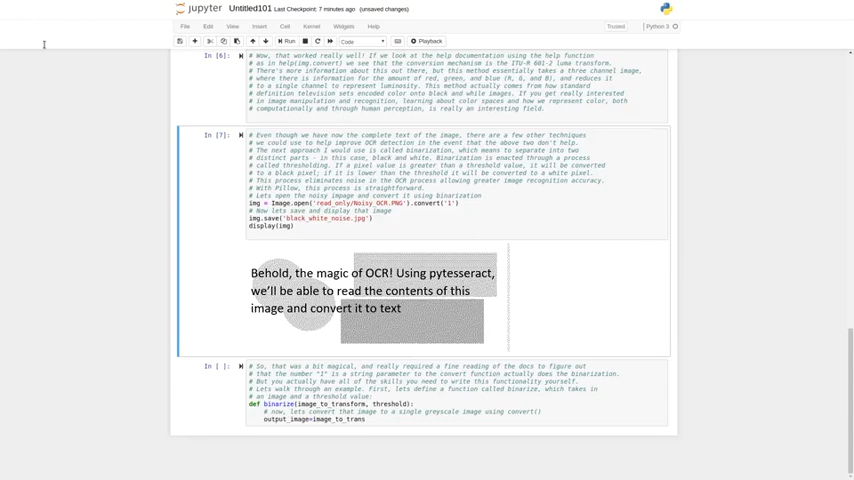 jupyter Untitled101 Last Checkpoint: 7 minutes ago (unsaved changes)
File Edit View Insert Cell Kernel Widgets Help Trusted Python 3
Run Code Playback
In [6]: # Wow, that worked really well! If we look at the help documentation using the help function
# as in help(img.convert) we see that the conversion mechanism is the ITU-R 601-2 luma transform.
# There's more information about this out there, but this method essentially takes a three channel image,
# where there is information for the amount of red, green, and blue (R, G, and B), and reduces it
# to a single channel to represent luminosity. This method actually comes from how standard
# definition television sets encoded color onto black and while images. If you get really interested
# in image manipulation and recognition, learning about color spaces and how we represent color, both
# computationally and through human perception, is really an interesting field.
In [7]: # Even though we have now the complete text of the image, there are a few other techniques
# we could use to help improve OCR detection in the event that the above two don't help.
# The next approach I would use is called binarization, which means to separate into two
# distinct parts - in this case, black and white. Binarization is enacted through a process
# called thresholding. If a pixel value is greater than a threshold value, it will be converted
# to a black pixel; if it is lower than the threshold it will be converted to a white pixel.
# This process eliminates noise in the OCR process allowing greater image recognition accuracy.
# With Pillow, this process is straightforward.
# Lets open the noisy impage and convert it using binarization
img = Image.open('read_only/Noisy_OCR.PNG').convert('1')
# Now lets save and display that image
img.save('black_white_noise.jpg')
display(img)
Behold, the magic of OCR! Using pytesseract,
we'll be able to read the contents of this
image and convert it to text
In [ ]: # So, that was a bit magical, and really required a fine reading of the docs to figure out
# that the number "1" is a string parameter to the convert function actually does the binarization.
# But you actually have all of the skills you need to write this functionality yourself.
# Lets walk through an example. First, lets define a function called binarize, which takes in
# an image and a threshold value:
def binarize(image_to_transform, threshold):
# now, lets convert that image to a single greyscale image using convert()
output_image=image_to_trans